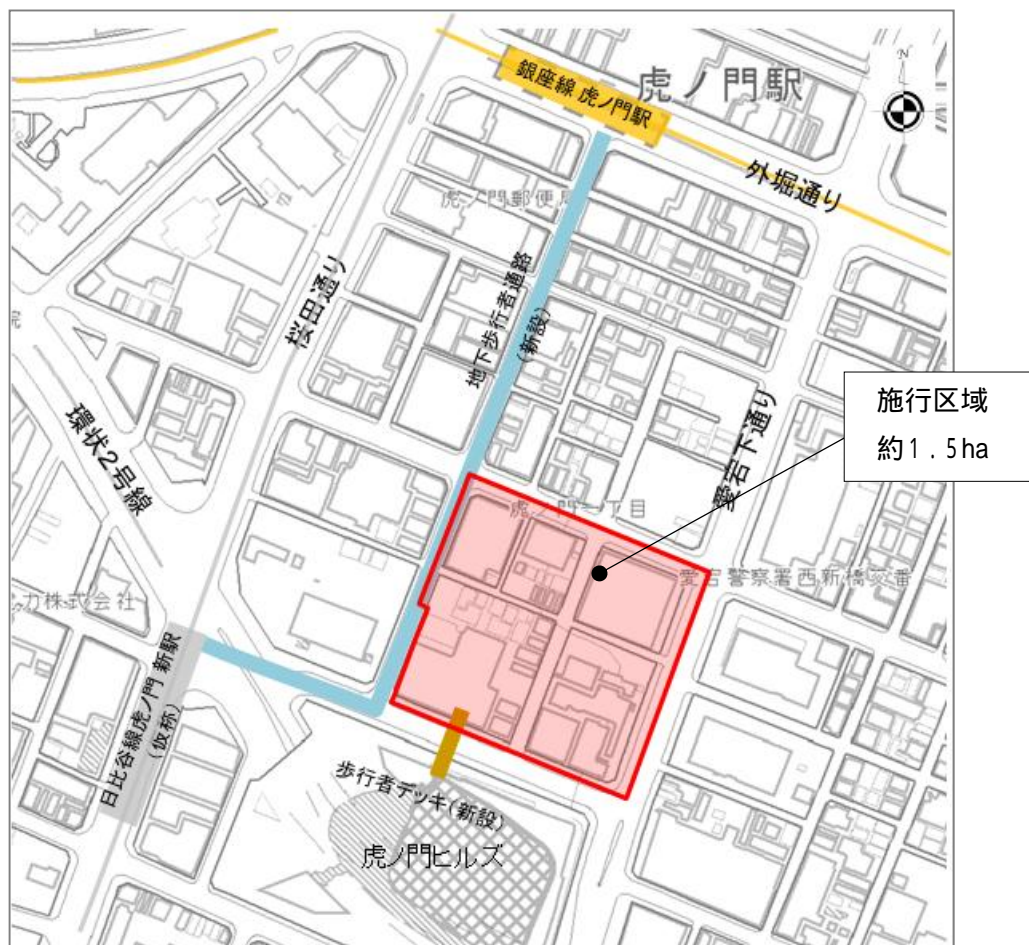 銀座線 虎ノ門駅
虎ノ門駅
N
外堀通り
虎ノ門郵便局
桜田通り
地下歩行者通路
(新設)
環状2号線
愛宕下通り
施行区域
約1.5ha
虎ノ門一丁目
愛宕警察署西新橋交番
カ株式会社
日比谷線虎ノ門 新駅
(仮称)
歩行者デッキ(新設)
虎ノ門ヒルズ